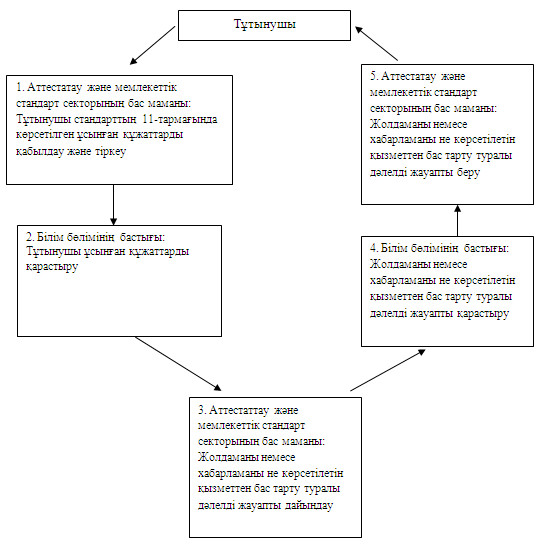 Тұтынушы
1. Аттестатау және мемлекеттік
стандарт секторының бас маманы:
Тұтынушы стандарттың 11-тармағында
көрсетілген ұсынған құжаттарды
қабылдау және тіркеу
2. Білім бөлімінің бастығы:
Тұтынушы ұсынған құжаттарды
қарастыру
3. Аттестаттау және
мемлекеттік стандарт
секторының бас маманы:
Жолдаманы немесе
хабарламаны не көрсетілетін
қызметтен бас тарту туралы
дәлелді жауапты дайындау
4. Білім бөлімінің бастығы:
Жолдаманы немесе
хабарламаны не көрсетілетін
қызметтен бас тарту туралы
дәлелді жауапты қарастыру
5. Аттестатау және
мемлекеттік стандарт
секторының бас маманы:
Жолдаманы немесе
хабарламаны не көрсетілетін
қызметтен бас тарту туралы
дәлелді жауапты беру